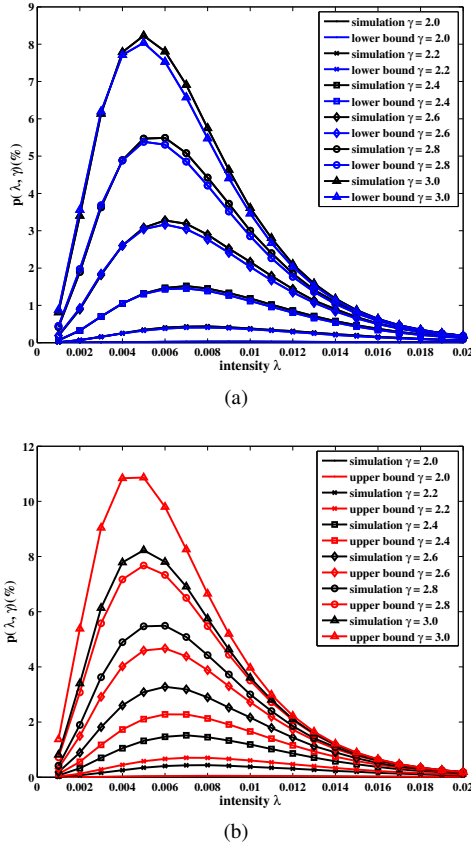 9
8
7
6
5
4
3
2
1
0
p(λ, γ)(%)
simulation γ = 2.0
lower bound γ = 2.0
simulation γ = 2.2
lower bound γ = 2.2
simulation γ = 2.4
lower bound γ = 2.4
simulation γ = 2.6
lower bound γ = 2.6
simulation γ = 2.8
lower bound γ = 2.8
simulation γ = 3.0
lower bound γ = 3.0
0 0.002 0.004 0.006 0.008 0.01 0.012 0.014 0.016 0.018 0.02
intensity λ
(a)
12
10
8
6
4
2
0
p(λ, γ)(%)
simulation γ = 2.0
upper bound γ = 2.0
simulation γ = 2.2
upper bound γ = 2.2
simulation γ = 2.4
upper bound γ = 2.4
simulation γ = 2.6
upper bound γ = 2.6
simulation γ = 2.8
upper bound γ = 2.8
simulation γ = 3.0
upper bound γ = 3.0
0 0.002 0.004 0.006 0.008 0.01 0.012 0.014 0.016 0.018 0.02
intensity λ
(b)